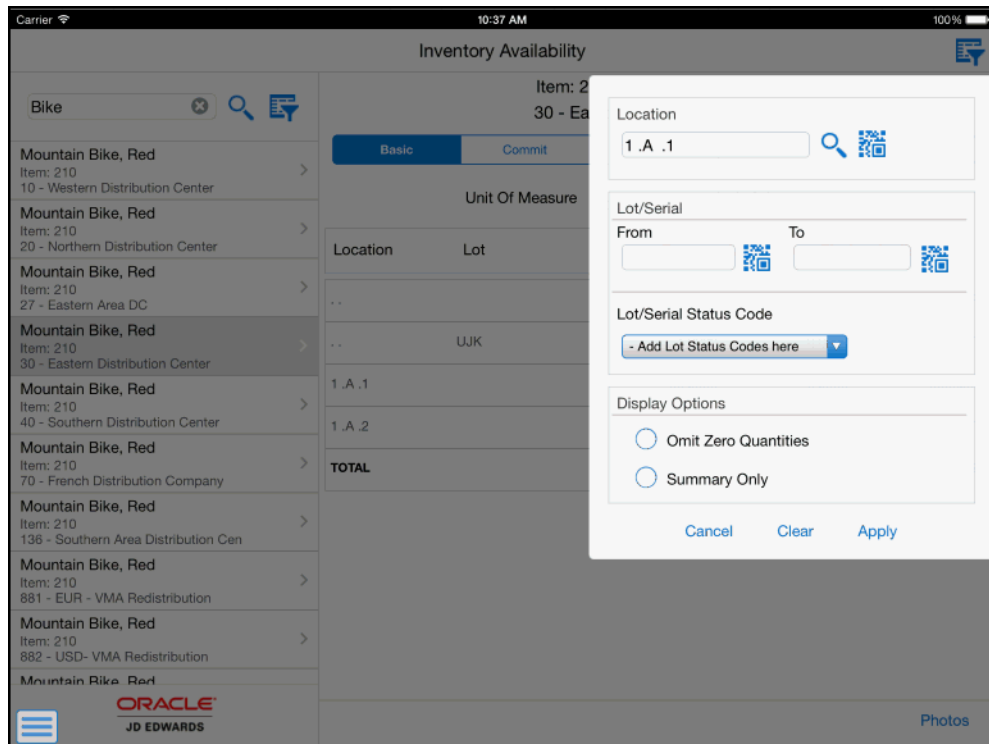 Carrier 10:37 AM 100%
Inventory Availability
Bike
Mountain Bike, Red
Item: 210
10 - Western Distribution Center
Mountain Bike, Red
Item: 210
20 - Northern Distribution Center
Mountain Bike, Red
Item: 210
27 - Eastern Area DC
Mountain Bike, Red
Item: 210
30 - Eastern Distribution Center
Mountain Bike, Red
Item: 210
40 - Southern Distribution Center
Mountain Bike, Red
Item: 210
70 - French Distribution Company
Mountain Bike, Red
Item: 210
136 - Southern Area Distribution Cen
Mountain Bike, Red
Item: 210
881 - EUR - VMA Redistribution
Mountain Bike, Red
Item: 210
882 - USD- VMA Redistribution
Mountain Bike, Red
ORACLE
JD EDWARDS
Item: 2
30 - Ea
Basic Commit
Unit Of Measure
Location Lot
. .
. . UJK
1 .A .1
1 .A .2
TOTAL
Location
1 .A .1
Lot/Serial
From To
Lot/Serial Status Code
- Add Lot Status Codes here
Display Options
Omit Zero Quantities
Summary Only
Cancel Clear Apply
Photos